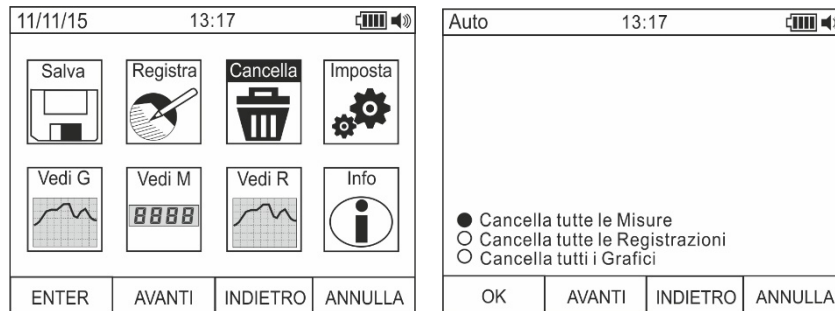 11/11/15 13:17
Salva Registra Cancella Imposta
8888
Vedi G Vedi M Vedi R Info
i
ENTER AVANTI INDIETRO ANNULLA
Auto 13:17
Cancella tutte le Misure
Cancella tutte le Registrazioni
Cancella tutti i Grafici
OK AVANTI INDIETRO ANNULLA